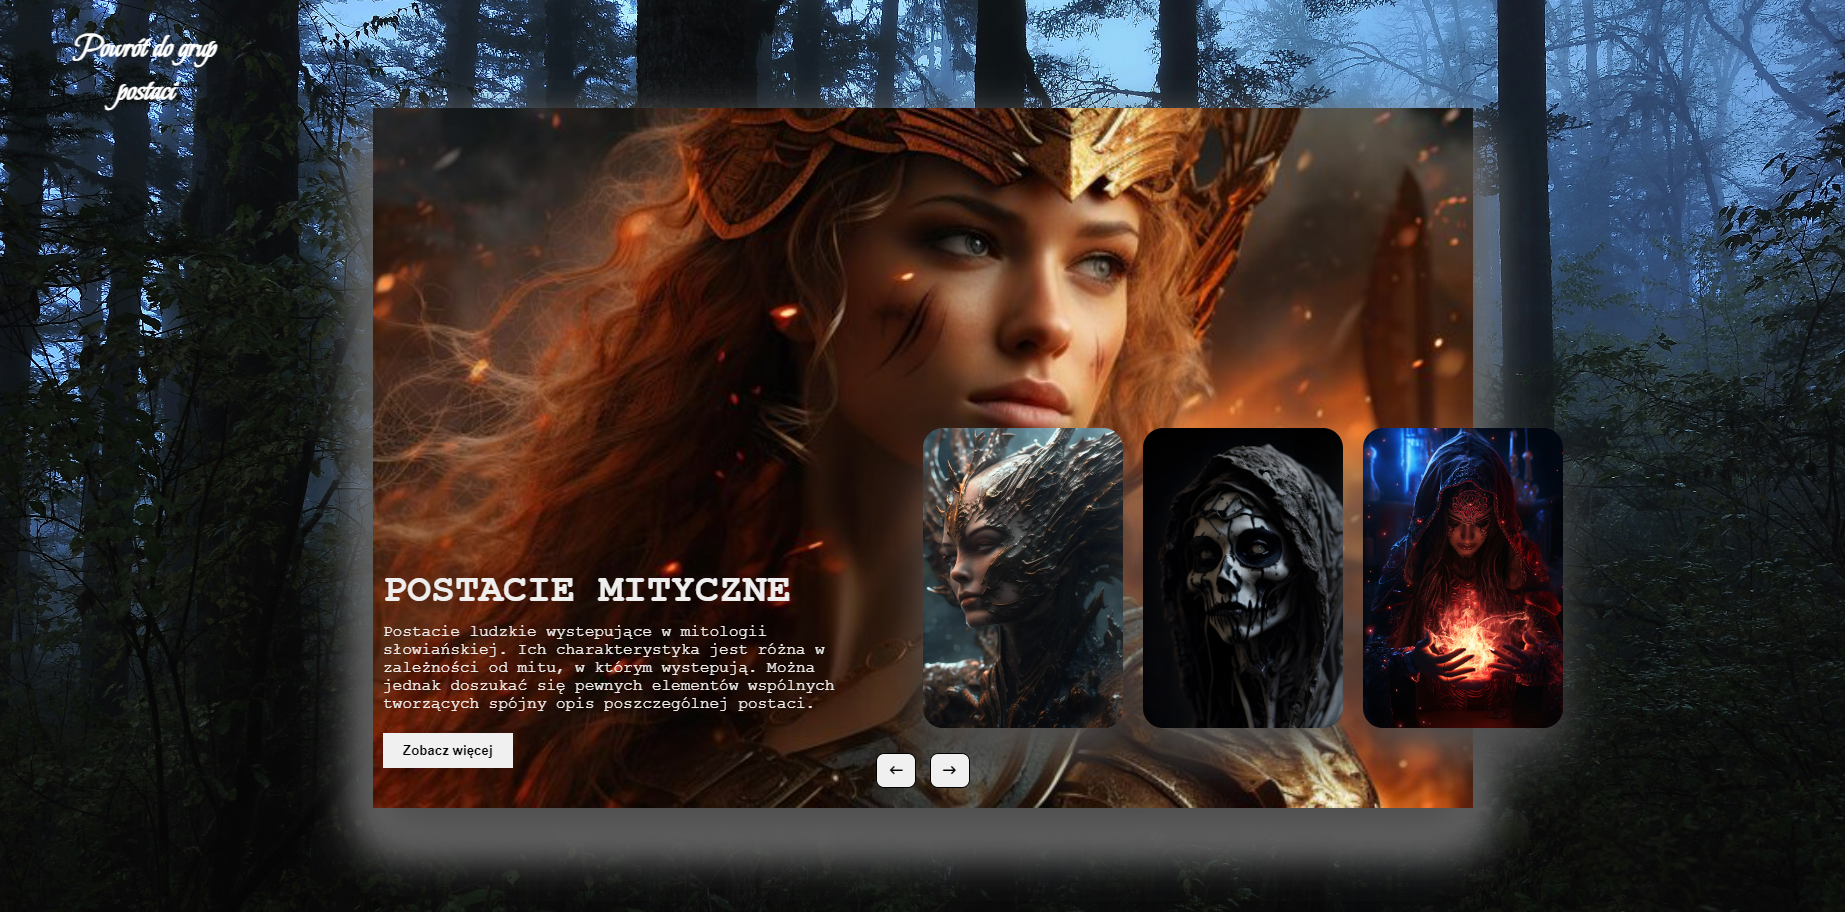 Powrót do grup
postaci
POSTACIE MITYCZNE
Postacie ludzkie wystepujące w mitologii
słowiańskiej. Ich charakterystyka jest różna w
zależności od mitu, w którym wystepują. Można
jednak doszukać się pewnych elementów wspólnych
tworzących spójny opis poszczególnej postaci.
Zobacz więcej
← →